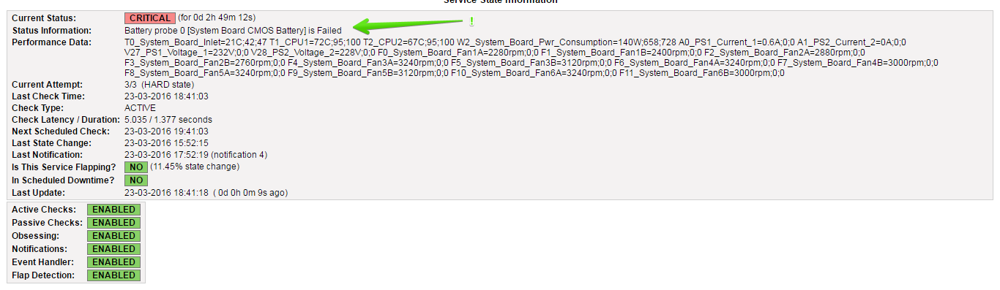 Service State Information
Current Status: CRITICAL (for 0d 2h 49m 12s)
!
Status Information: Battery probe 0 [System Board CMOS Battery] is Failed
Performance Data: T0_System_Board_Inlet=21C;42;47 T1_CPU1=72C;95;100 T2_CPU2=67C;95;100 W2_System_Board_Pwr_Consumption=140W;658;728 A0_PS1_Current_1=0.6A;0;0 A1_PS2_Current_2=0A;0;0
V27_PS1_Voltage_1=232V;0;0 V28_PS2_Voltage_2=228V;0;0 F0_System_Board_Fan1A=2280rpm;0;0 F1_System_Board_Fan1B=2400rpm;0;0 F2_System_Board_Fan2A=2880rpm;0;0
F3_System_Board_Fan2B=2760rpm;0;0 F4_System_Board_Fan3A=3240rpm;0;0 F5_System_Board_Fan3B=3120rpm;0;0 F6_System_Board_Fan4A=3240rpm;0;0 F7_System_Board_Fan4B=3000rpm;0;0
F8_System_Board_Fan5A=3240rpm;0;0 F9_System_Board_Fan5B=3120rpm;0;0 F10_System_Board_Fan6A=3240rpm;0;0 F11_System_Board_Fan6B=3000rpm;0;0
Current Attempt: 3/3 (HARD state)
Last Check Time: 23-03-2016 18:41:03
Check Type: ACTIVE
Check Latency / Duration: 5.035 / 1.377 seconds
Next Scheduled Check: 23-03-2016 19:41:03
Last State Change: 23-03-2016 15:52:15
Last Notification: 23-03-2016 17:52:19 (notification 4)
Is This Service Flapping? NO (11.45% state change)
In Scheduled Downtime? NO
Last Update: 23-03-2016 18:41:18 ( 0d 0h 0m 9s ago)
Active Checks: ENABLED
Passive Checks: ENABLED
Obsessing: ENABLED
Notifications: ENABLED
Event Handler: ENABLED
Flap Detection: ENABLED